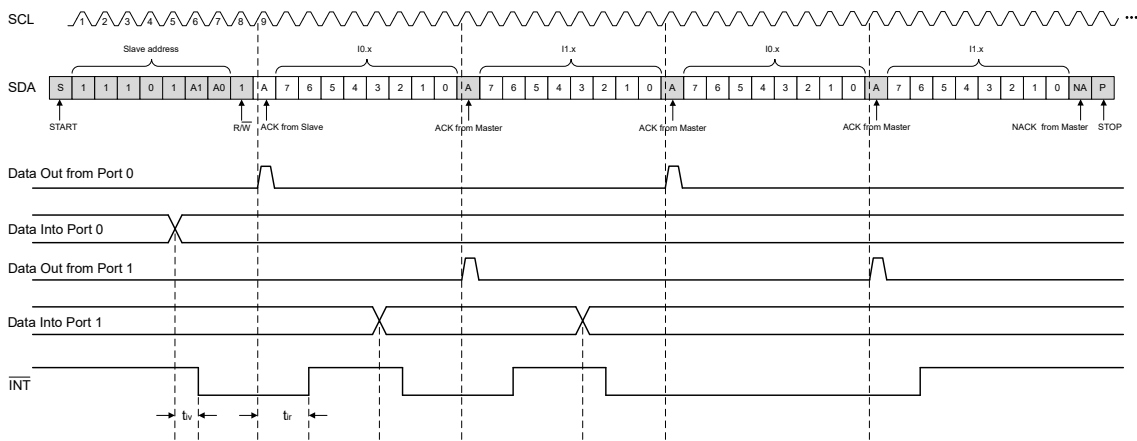 SCL 1 2 3 4 5 6 7 8 9 ...
Slave address I0.x I1.x I0.x I1.x
SDA S 1 1 1 0 1 A1 A0 1 A 7 6 5 4 3 2 1 0 A 7 6 5 4 3 2 1 0 A 7 6 5 4 3 2 1 0 A 7 6 5 4 3 2 1 0 NA P
START R/W ACK from Slave ACK from Master ACK from Master ACK from Master NACK from Master STOP
Data Out from Port 0
Data Into Port 0
Data Out from Port 1
Data Into Port 1
INT
tiv tir